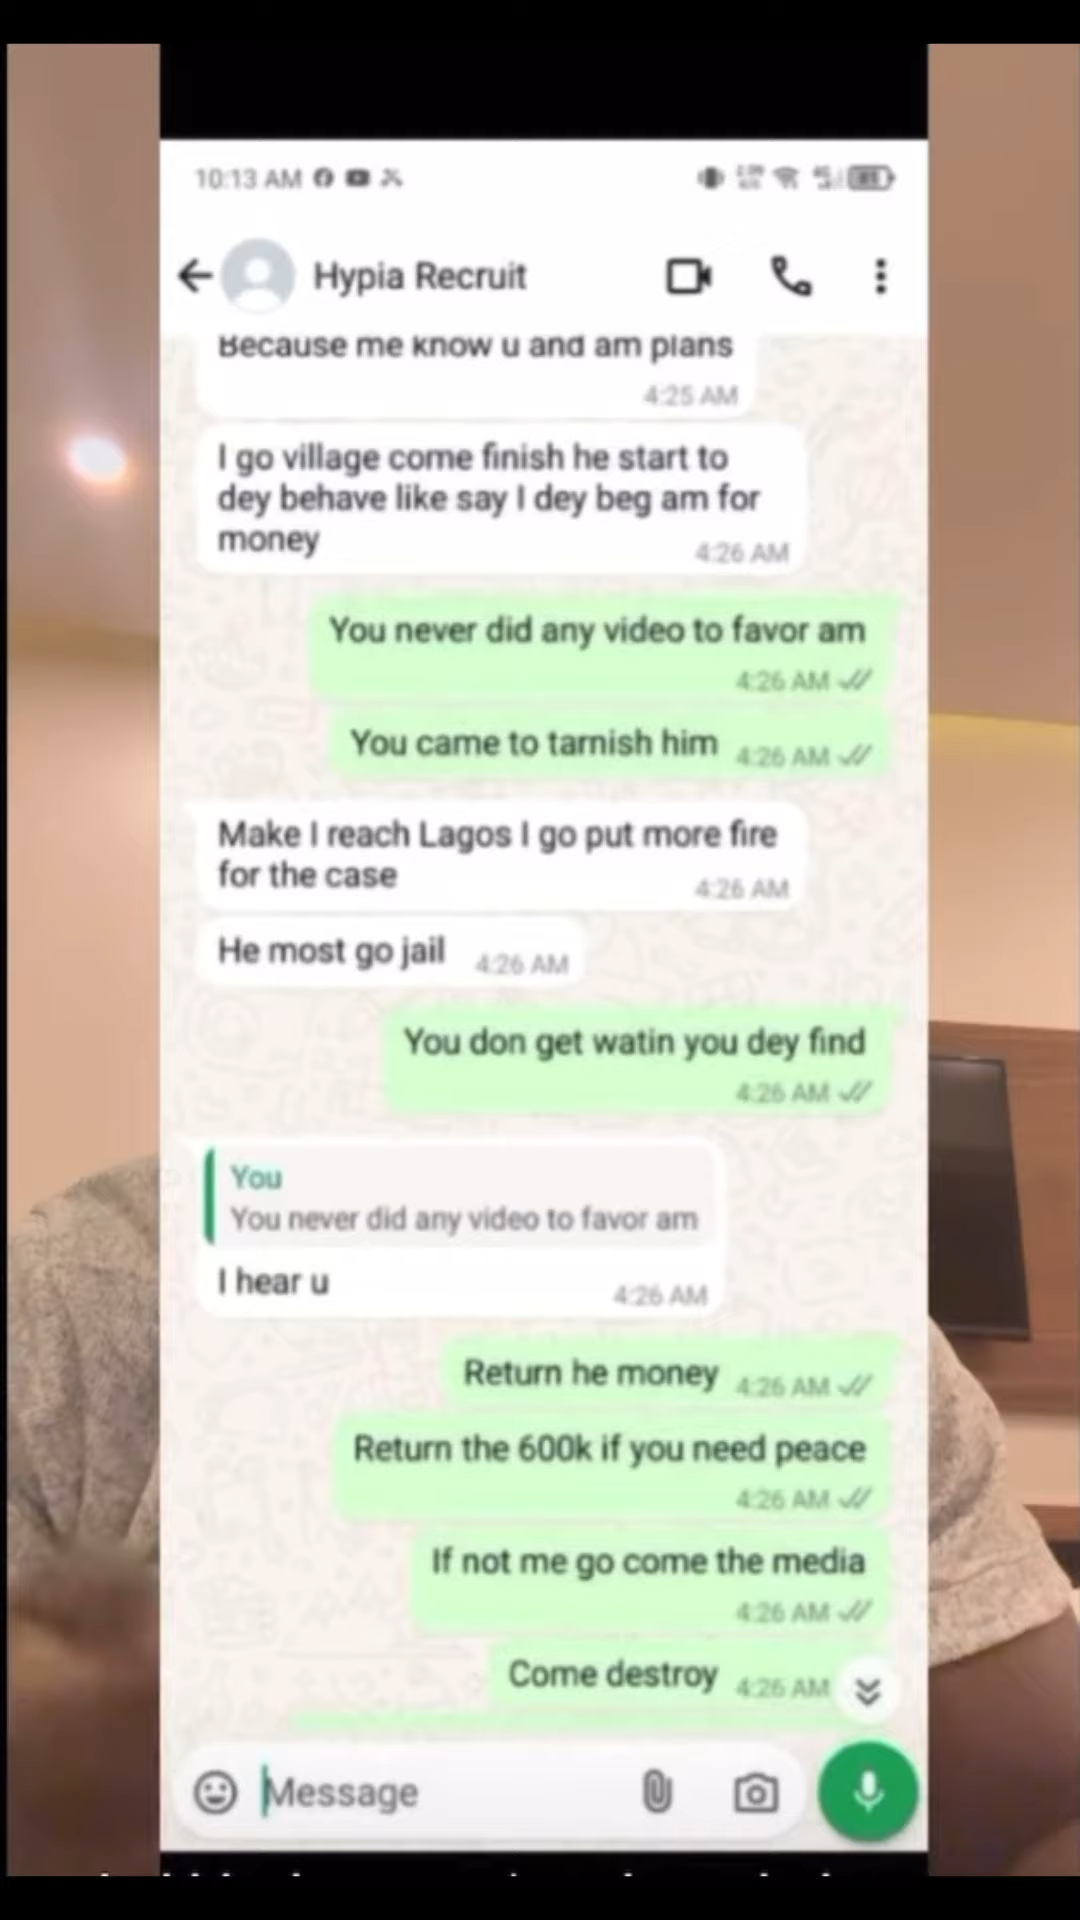 10:13 AM
Hypia Recruit
Because me know u and am plans
4:25 AM
I go village come finish he start to
dey behave like say I dey beg am for
money
4:26 AM
You never did any video to favor am
4:26 AM
You came to tarnish him
4:26 AM
Make I reach Lagos I go put more fire
for the case
4:26 AM
He most go jail
4:26 AM
You don get watin you dey find
4:26 AM
You
You never did any video to favor am
I hear u
4:26 AM
Return he money
4:26 AM
Return the 600k if you need peace
4:26 AM
If not me go come the media
4:26 AM
Come destroy
4:26 AM
Message